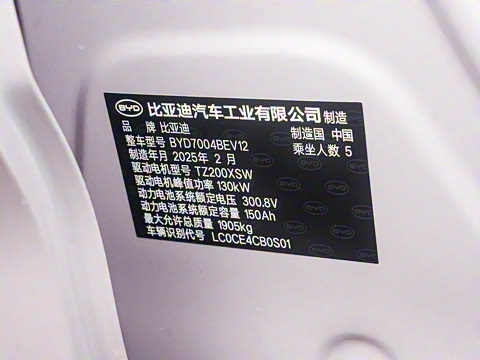 BYD 比亚迪汽车工业有限公司 制造
品 牌 比亚迪 制造国 中国
整车型号 BYD7004BEV12 乘坐人数 5
制造年月 2025年 2 月
驱动电机型号 TZ200XSW
驱动电机峰值功率 130kW
动力电池系统额定电压 300.8V
动力电池系统额定容量 150Ah
最大允许总质量 1905kg
车辆识别代号 LC0CE4CB0S01